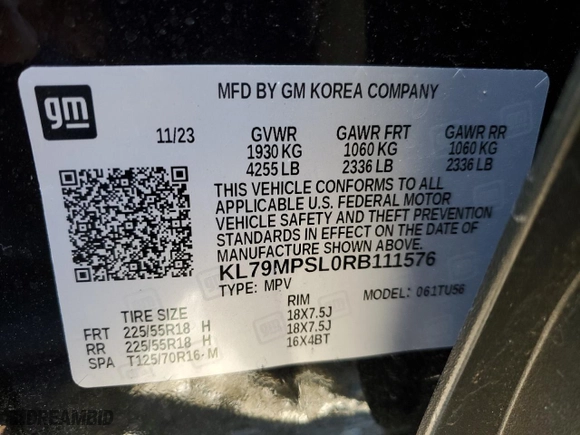 gm
MFD BY GM KOREA COMPANY
11/23 GVWR GAWR FRT GAWR RR
1930 KG 1060 KG 1060 KG
4255 LB 2336 LB 2336 LB
THIS VEHICLE CONFORMS TO ALL
APPLICABLE U.S. FEDERAL MOTOR
VEHICLE SAFETY AND THEFT PREVENTION
STANDARDS IN EFFECT ON THE DATE OF
MANUFACTURE SHOWN ABOVE.
KL79MPSL0RB111576
TYPE: MPV MODEL: 061TU56
TIRE SIZE RIM
FRT 225/55R18 H 18X7.5J
RR 225/55R18 H 18X7.5J
SPA T125/70R16- M 16X4BT
DREAMBID